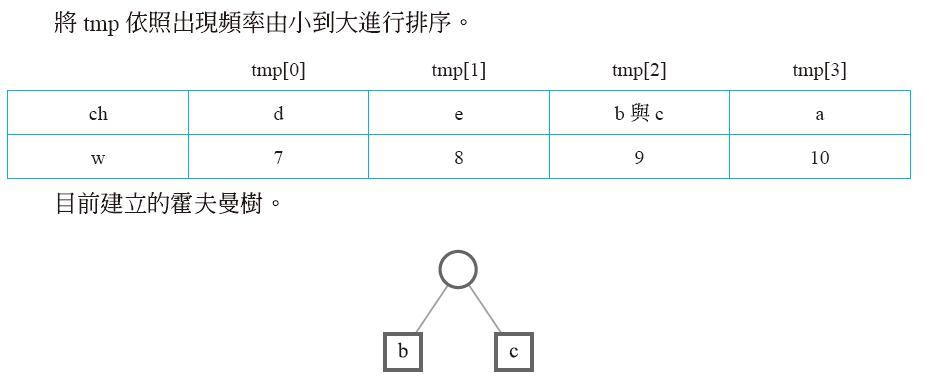 將 tmp 依照出現頻率由小到大進行排序。
tmp[0] tmp[1] tmp[2] tmp[3]
ch d e b 與 c a
w 7 8 9 10
目前建立的霍夫曼樹。
b c